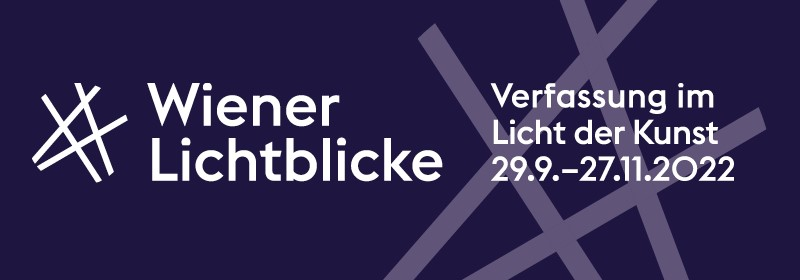 Wiener
Lichtblicke
Verfassung im
Licht der Kunst
29.9.–27.11.2022